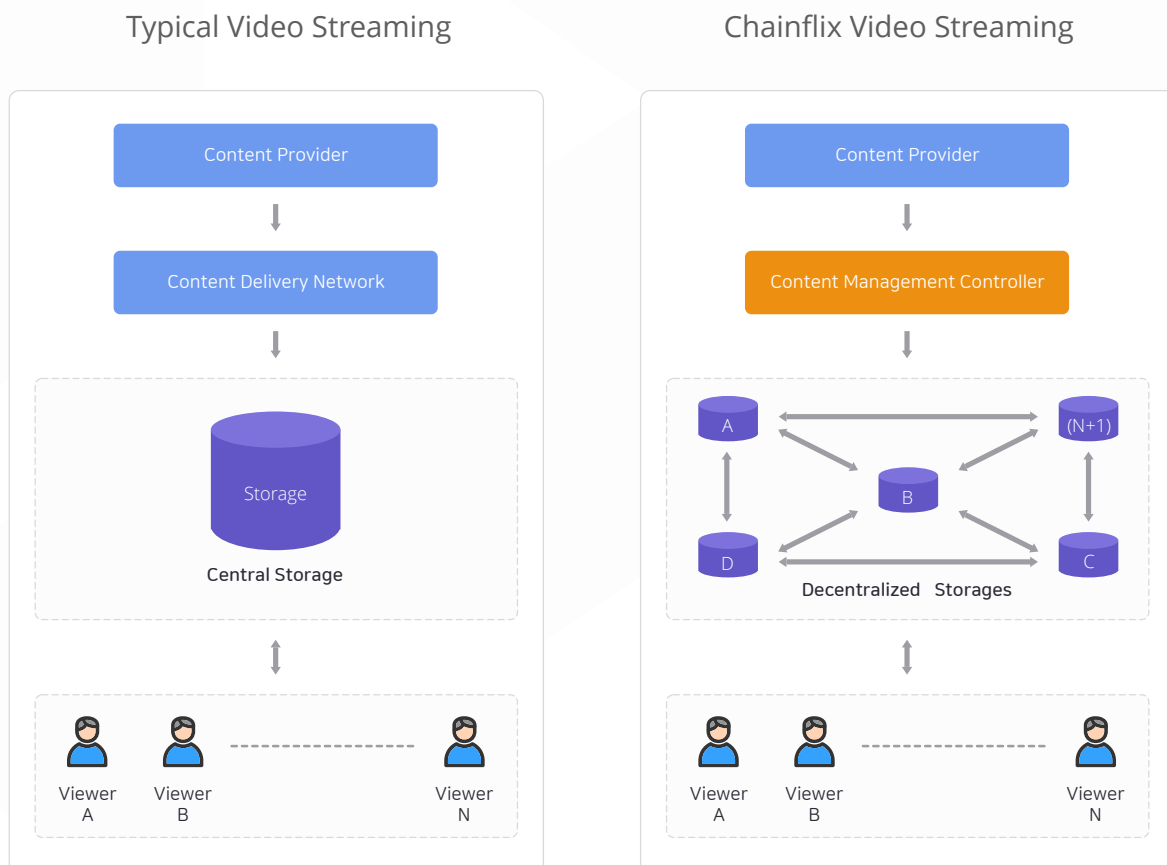 Typical Video Streaming
Content Provider
Content Delivery Network
Storage
Central Storage
Viewer
A
Viewer
B
Viewer
N
Chainflix Video Streaming
Content Provider
Content Management Controller
A
(N+1)
B
D
C
Decentralized Storages
Viewer
A
Viewer
B
Viewer
N